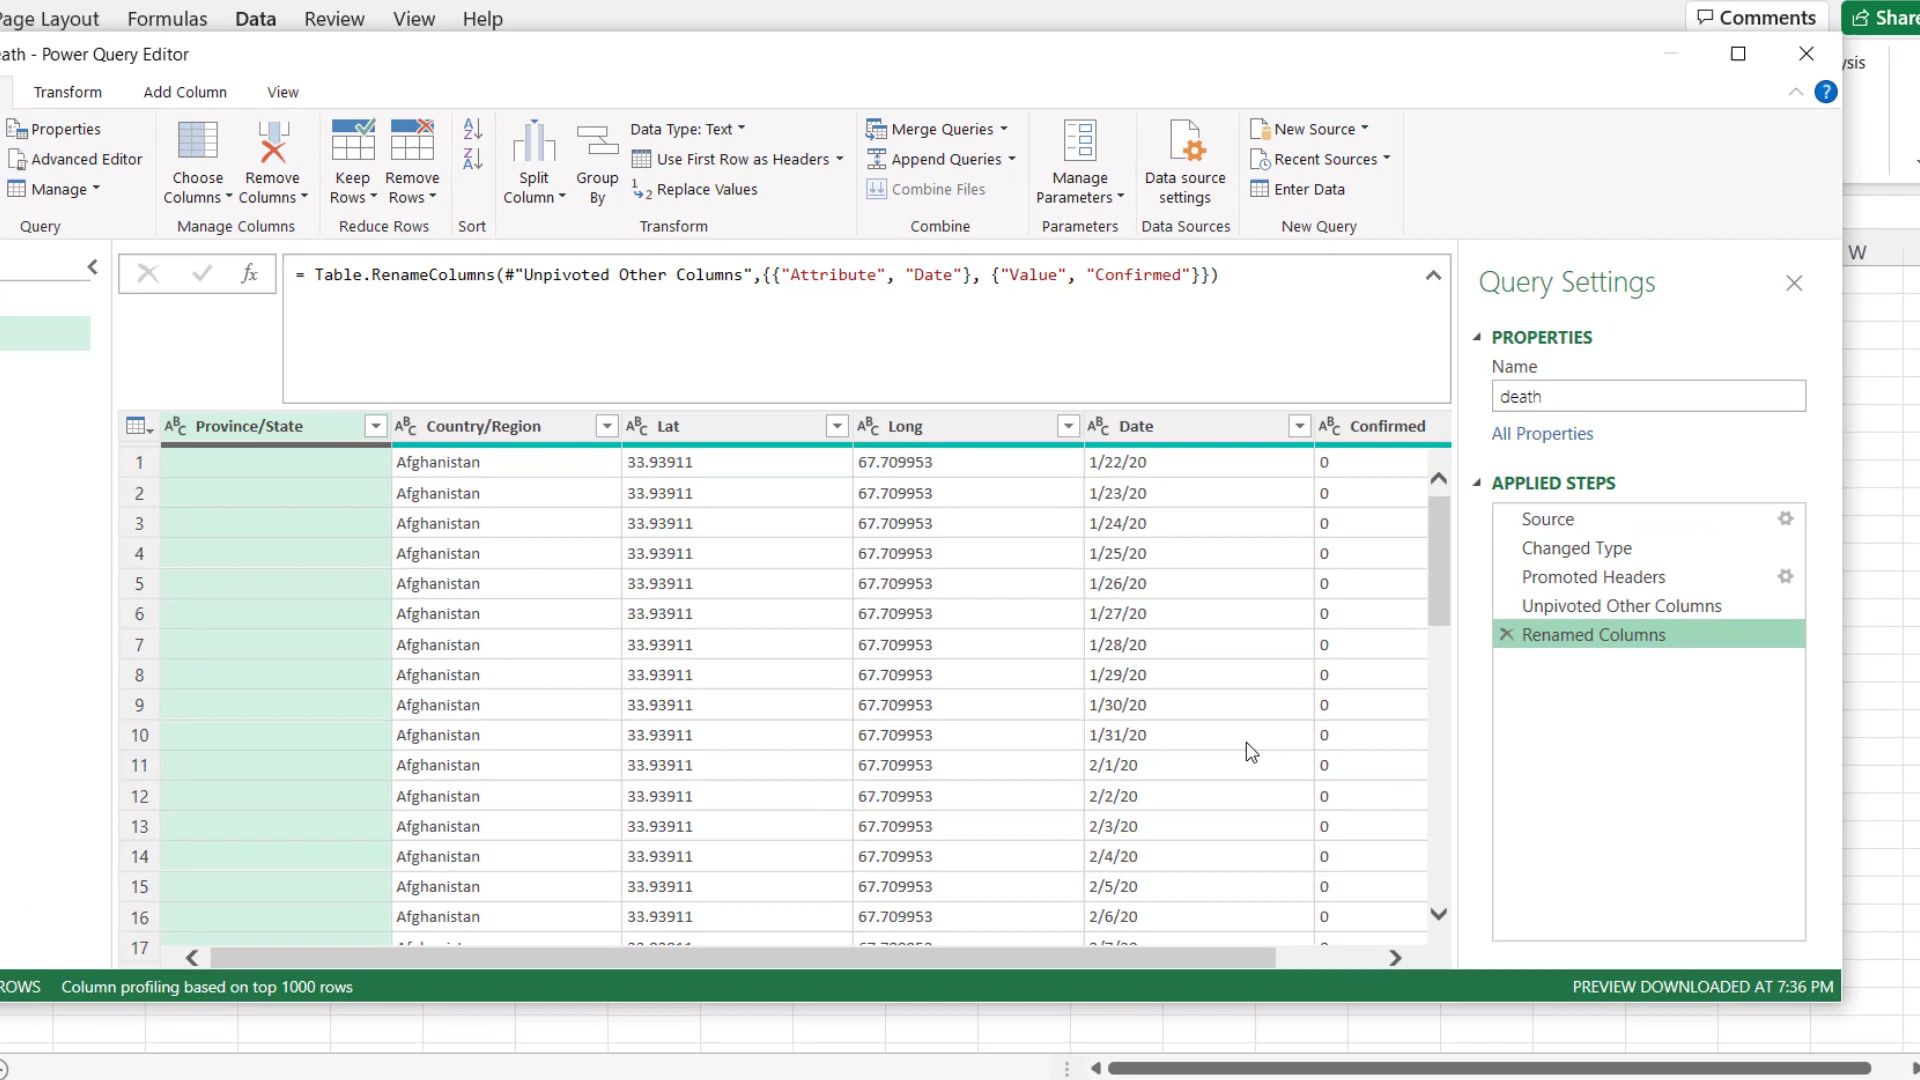 Page Layout Formulas Data Review View Help Comments Share
eath - Power Query Editor
ysis
Transform Add Column View
?
Properties
Advanced Editor
Manage
Query
Choose Columns
Remove Columns
Manage Columns
Keep Rows
Remove Rows
Reduce Rows
Sort
Split Column
Group By
Data Type: Text
Use First Row as Headers
Replace Values
Transform
Merge Queries
Append Queries
Combine Files
Combine
Manage Parameters
Parameters
Data source settings
Data Sources
New Source
Recent Sources
Enter Data
New Query
W
fx
= Table.RenameColumns(#"Unpivoted Other Columns",{{"Attribute", "Date"}, {"Value", "Confirmed"}})
Province/State Country/Region Lat Long Date Confirmed
1 Afghanistan 33.93911 67.709953 1/22/20 0
2 Afghanistan 33.93911 67.709953 1/23/20 0
3 Afghanistan 33.93911 67.709953 1/24/20 0
4 Afghanistan 33.93911 67.709953 1/25/20 0
5 Afghanistan 33.93911 67.709953 1/26/20 0
6 Afghanistan 33.93911 67.709953 1/27/20 0
7 Afghanistan 33.93911 67.709953 1/28/20 0
8 Afghanistan 33.93911 67.709953 1/29/20 0
9 Afghanistan 33.93911 67.709953 1/30/20 0
10 Afghanistan 33.93911 67.709953 1/31/20 0
11 Afghanistan 33.93911 67.709953 2/1/20 0
12 Afghanistan 33.93911 67.709953 2/2/20 0
13 Afghanistan 33.93911 67.709953 2/3/20 0
14 Afghanistan 33.93911 67.709953 2/4/20 0
15 Afghanistan 33.93911 67.709953 2/5/20 0
16 Afghanistan 33.93911 67.709953 2/6/20 0
17
Query Settings
PROPERTIES
Name
death
All Properties
APPLIED STEPS
Source
Changed Type
Promoted Headers
Unpivoted Other Columns
Renamed Columns
ROWS Column profiling based on top 1000 rows
PREVIEW DOWNLOADED AT 7:36 PM